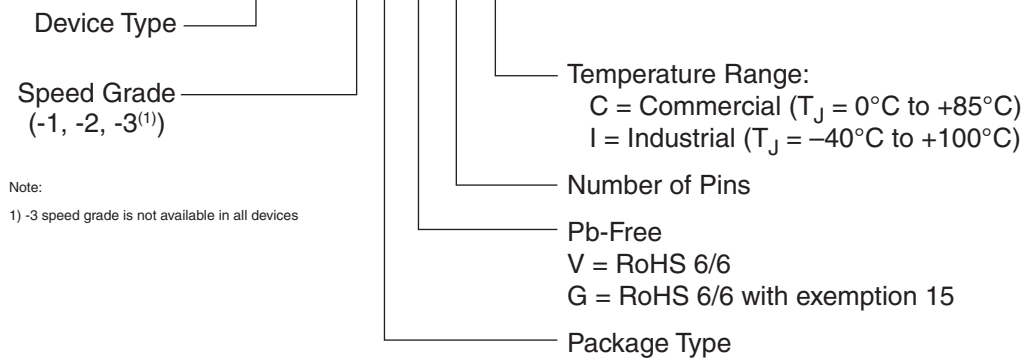 Device Type
Speed Grade
(-1, -2, -3(1))
Note:
1) -3 speed grade is not available in all devices
Temperature Range:
C = Commercial (TJ = 0°C to +85°C)
I = Industrial (TJ = –40°C to +100°C)
Number of Pins
Pb-Free
V = RoHS 6/6
G = RoHS 6/6 with exemption 15
Package Type